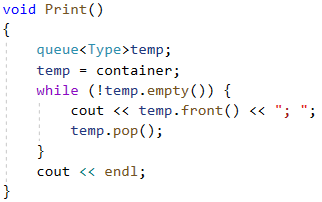 void Print()
{
    queue<Type>temp;
    temp = container;
    while (!temp.empty()) {
        cout << temp.front() << "; ";
        temp.pop();
    }
    cout << endl;
}